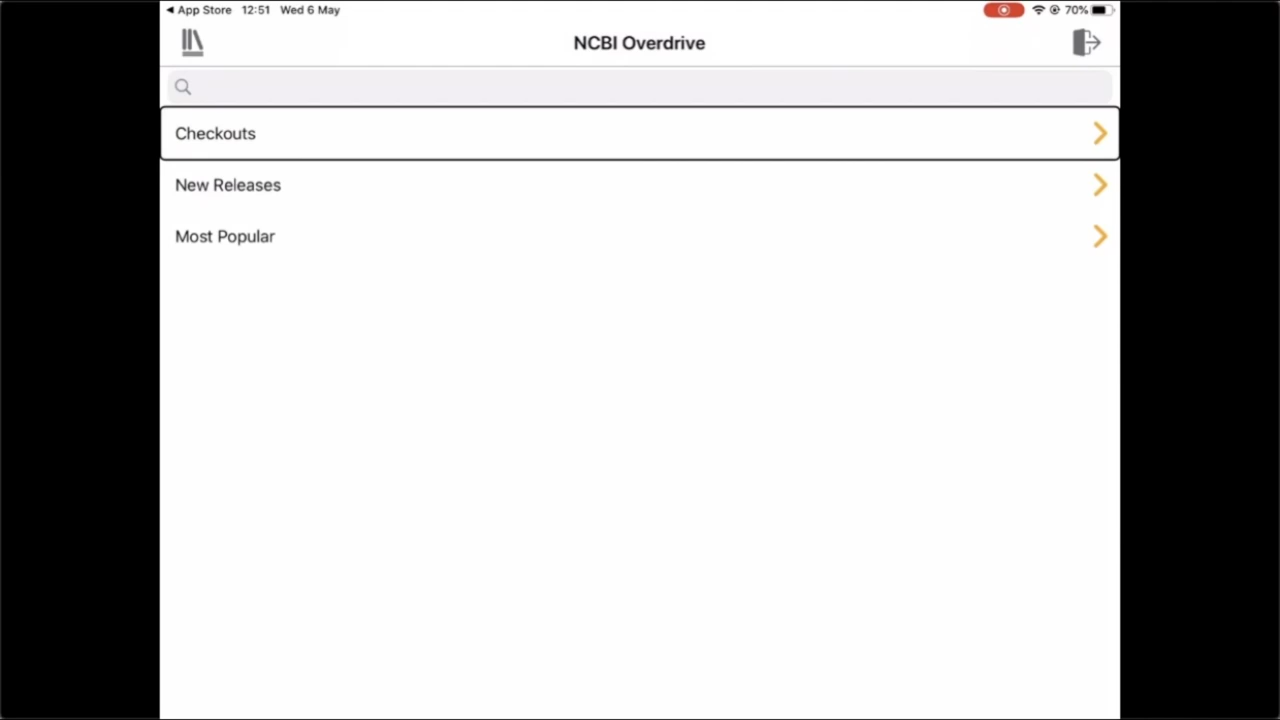 App Store 12:51 Wed 6 May 70%
NCBI Overdrive
Checkouts
New Releases
Most Popular